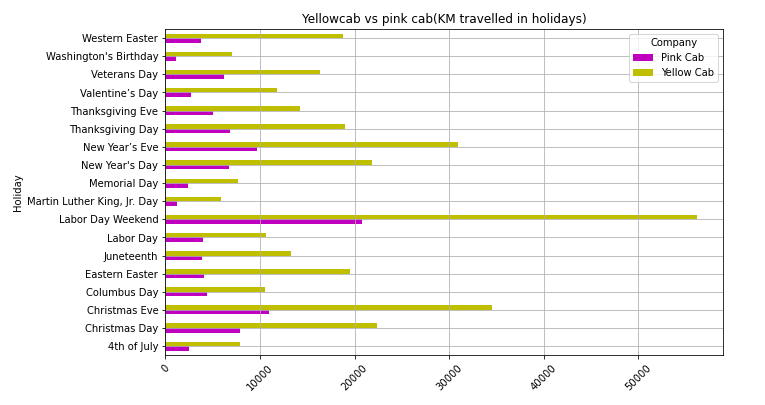 Yellowcab vs pink cab(KM travelled in holidays)
Company
Pink Cab
Yellow Cab
Holiday
Western Easter
Washington's Birthday
Veterans Day
Valentine’s Day
Thanksgiving Eve
Thanksgiving Day
New Year’s Eve
New Year's Day
Memorial Day
Martin Luther King, Jr. Day
Labor Day Weekend
Labor Day
Juneteenth
Eastern Easter
Columbus Day
Christmas Eve
Christmas Day
4th of July
0
10000
20000
30000
40000
50000